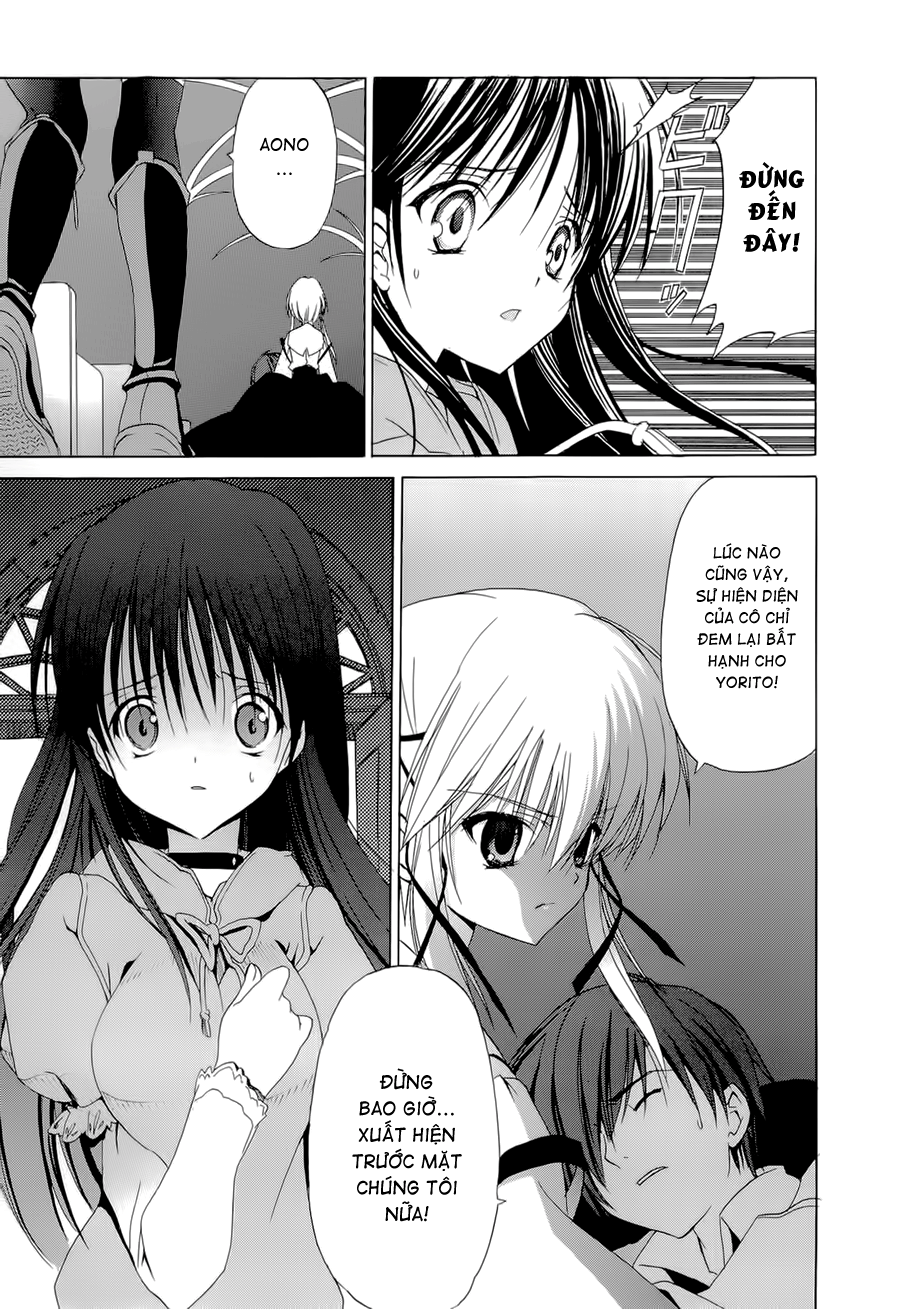 ĐỪNG
ĐẾN
ĐÂY!
AONO
...
LÚC NÀO
CŨNG VẬY,
SỰ HIỆN DIỆN
CỦA CÔ CHỈ
ĐEM LẠI BẤT
HẠNH CHO
YORITO!
ĐỪNG
BAO GIỜ...
XUẤT HIỆN
TRƯỚC MẶT
CHÚNG TÔI
NỮA!